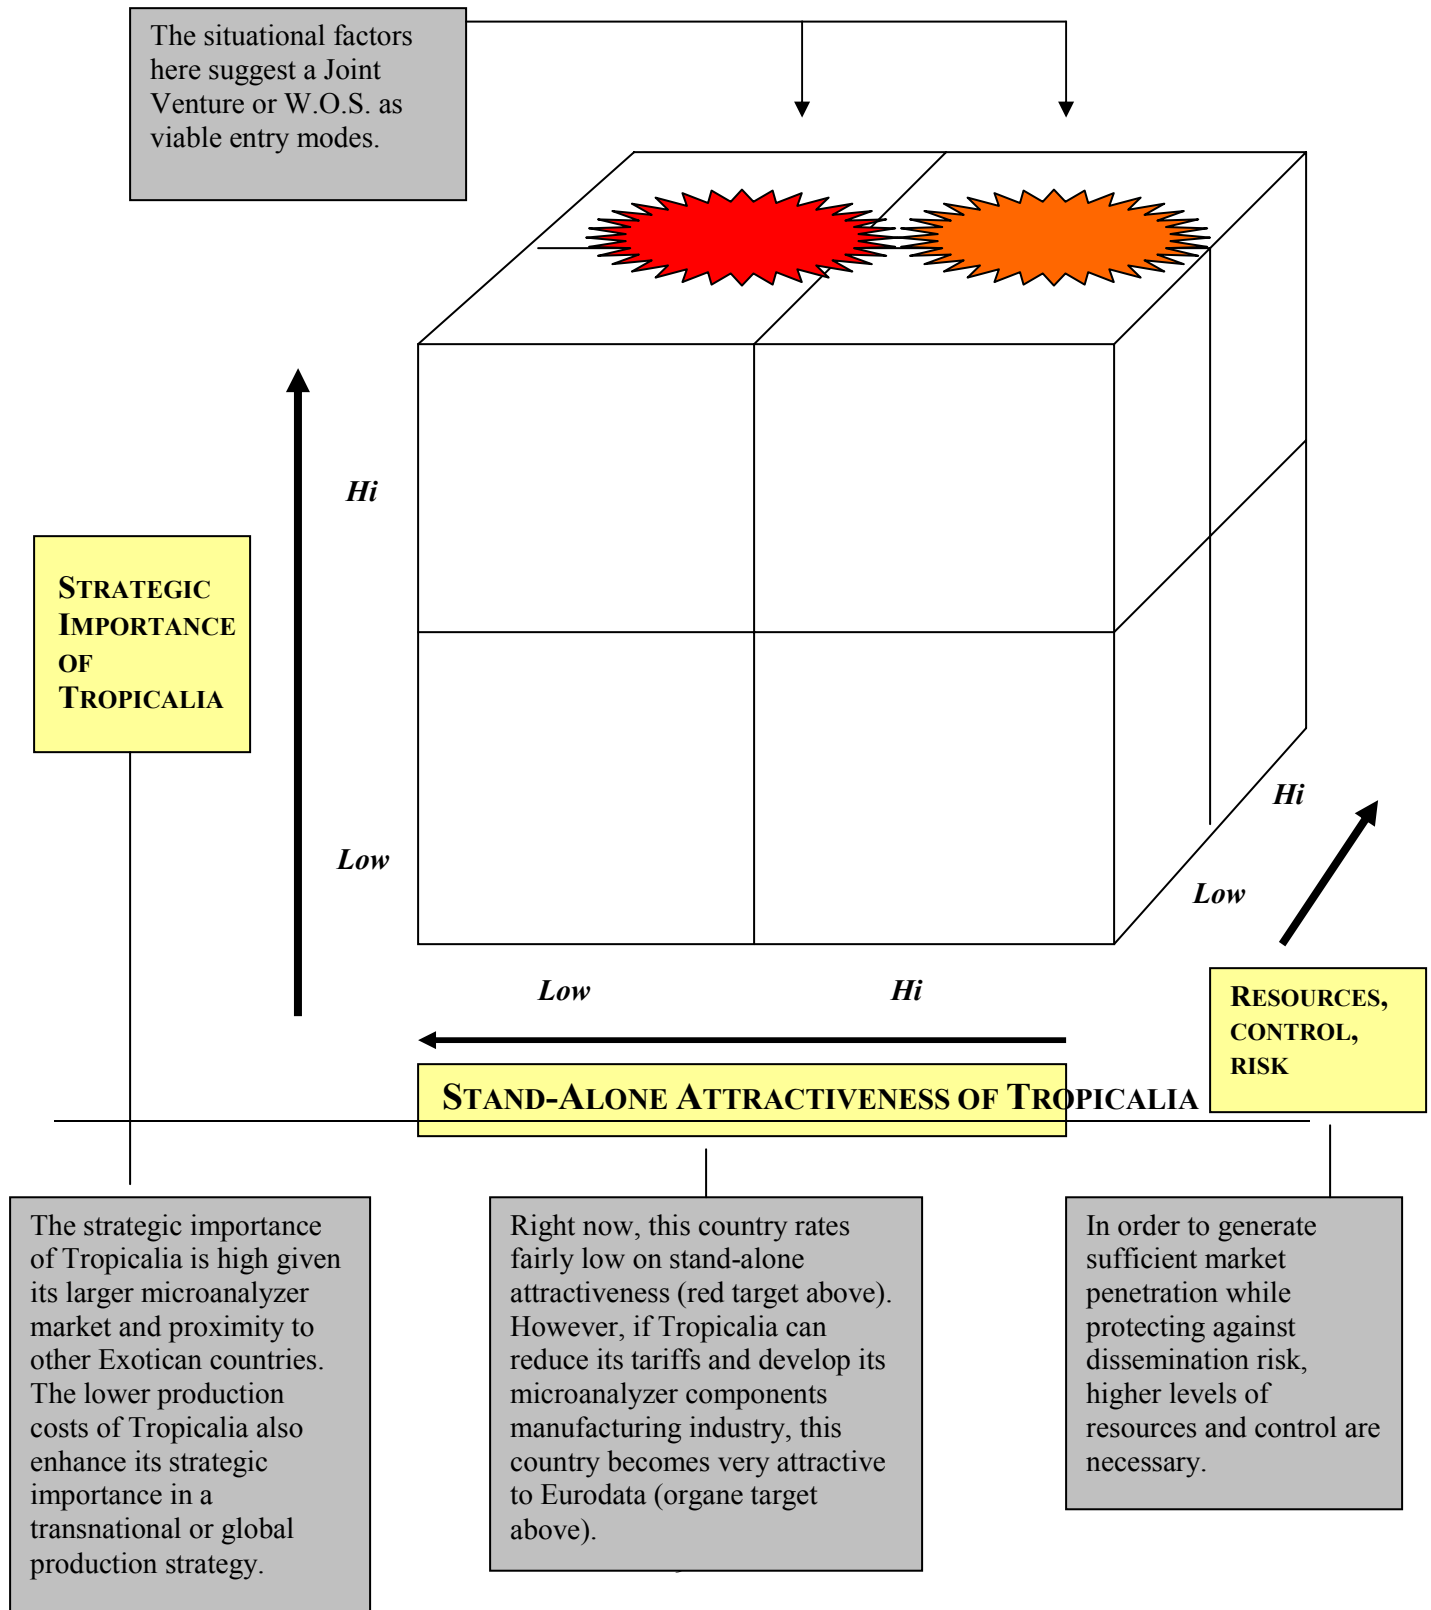 The situational factors
here suggest a Joint
Venture or W.O.S. as
viable entry modes.
Hi
STRATEGIC
IMPORTANCE
OF
TROPICALIA
Hi
Low
Low
Low
Hi
RESOURCES,
CONTROL,
RISK
STAND-ALONE ATTRACTIVENESS OF TROPICALIA
The strategic importance
of Tropicalia is high given
its larger microanalyzer
market and proximity to
other Exotican countries.
The lower production
costs of Tropicalia also
enhance its strategic
importance in a
transnational or global
production strategy.
Right now, this country rates
fairly low on stand-alone
attractiveness (red target above).
However, if Tropicalia can
reduce its tariffs and develop its
microanalyzer components
manufacturing industry, this
country becomes very attractive
to Eurodata (organe target
above).
In order to generate
sufficient market
penetration while
protecting against
dissemination risk,
higher levels of
resources and control are
necessary.